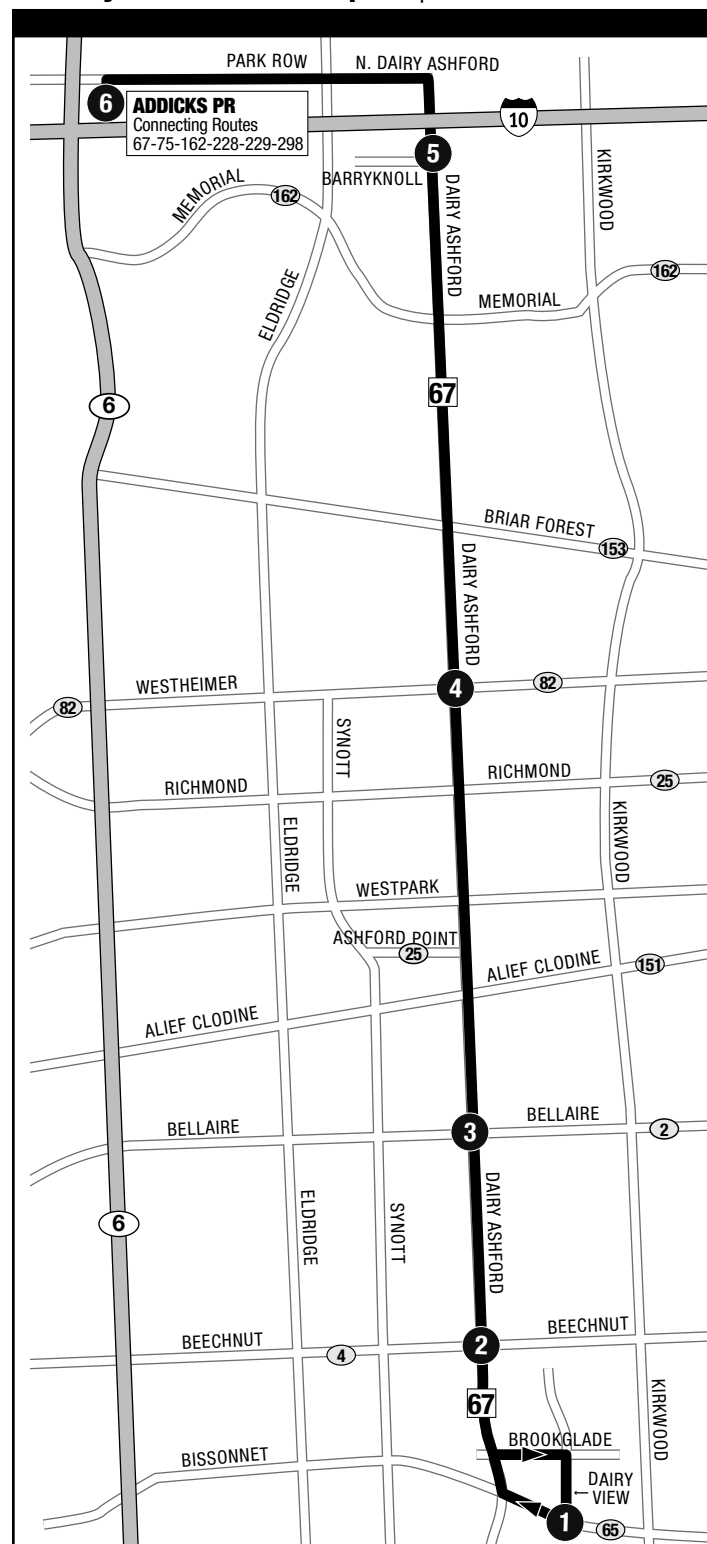 PARK ROW
N. DAIRY ASHFORD
6
ADDICKS PR
Connecting Routes
67-75-162-228-229-298
10
5
BARRYKNOLL
MEMORIAL
162
DAIRY ASHFORD
KIRKWOOD
162
ELDRIDGE
MEMORIAL
67
6
BRIAR FOREST
153
DAIRY ASHFORD
WESTHEIMER
4
82
82
SYNOTT
RICHMOND
RICHMOND
25
ELDRIDGE
KIRKWOOD
WESTPARK
ASHFORD POINT
25
ALIEF CLODINE
151
ALIEF CLODINE
BELLAIRE
3
BELLAIRE
2
ELDRIDGE
SYNOTT
DAIRY ASHFORD
6
BEECHNUT
4
2
BEECHNUT
67
KIRKWOOD
BROOKGLADE
BISSONNET
← DAIRY
VIEW
1
65